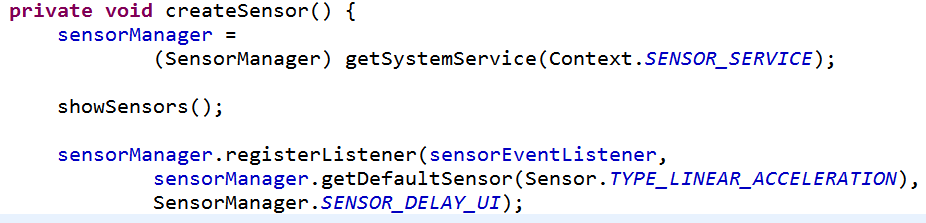 private void createSensor() {
sensorManager =
(SensorManager) getSystemService(Context.SENSOR_SERVICE);
showSensors();
sensorManager.registerListener(sensorEventListener,
sensorManager.getDefaultSensor(Sensor.TYPE_LINEAR_ACCELERATION),
SensorManager.SENSOR_DELAY_UI);